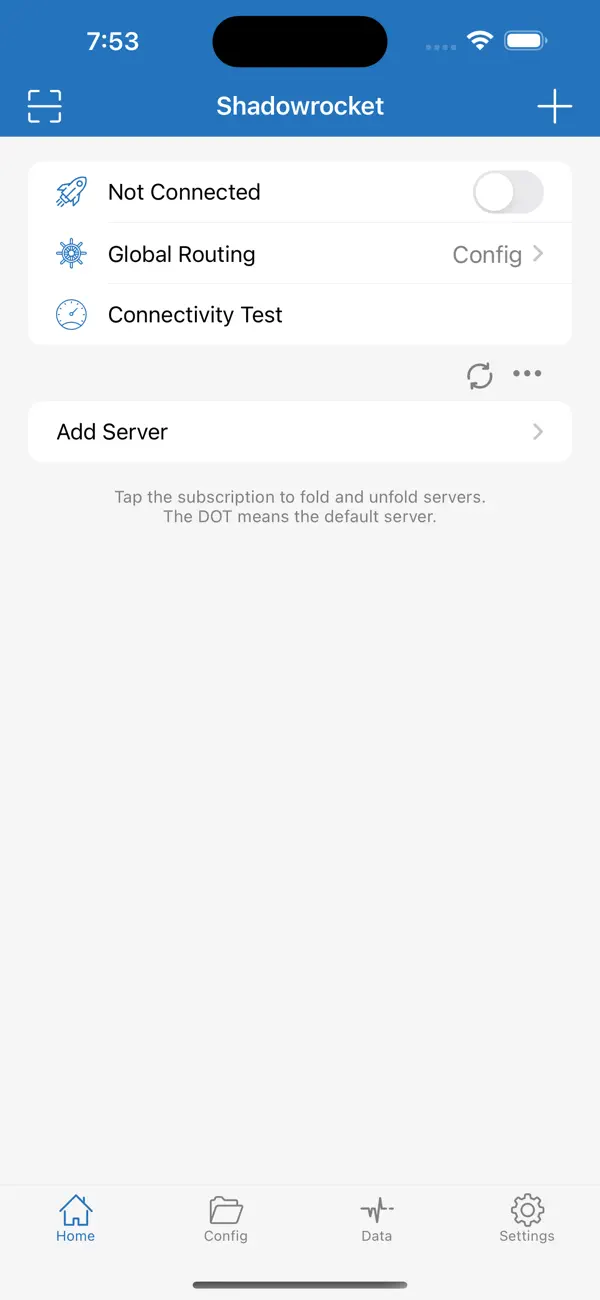 7:53
Shadowrocket
Not Connected
Global Routing
Config
Connectivity Test
Add Server
Tap the subscription to fold and unfold servers.
The DOT means the default server.
Home
Config
Data
Settings